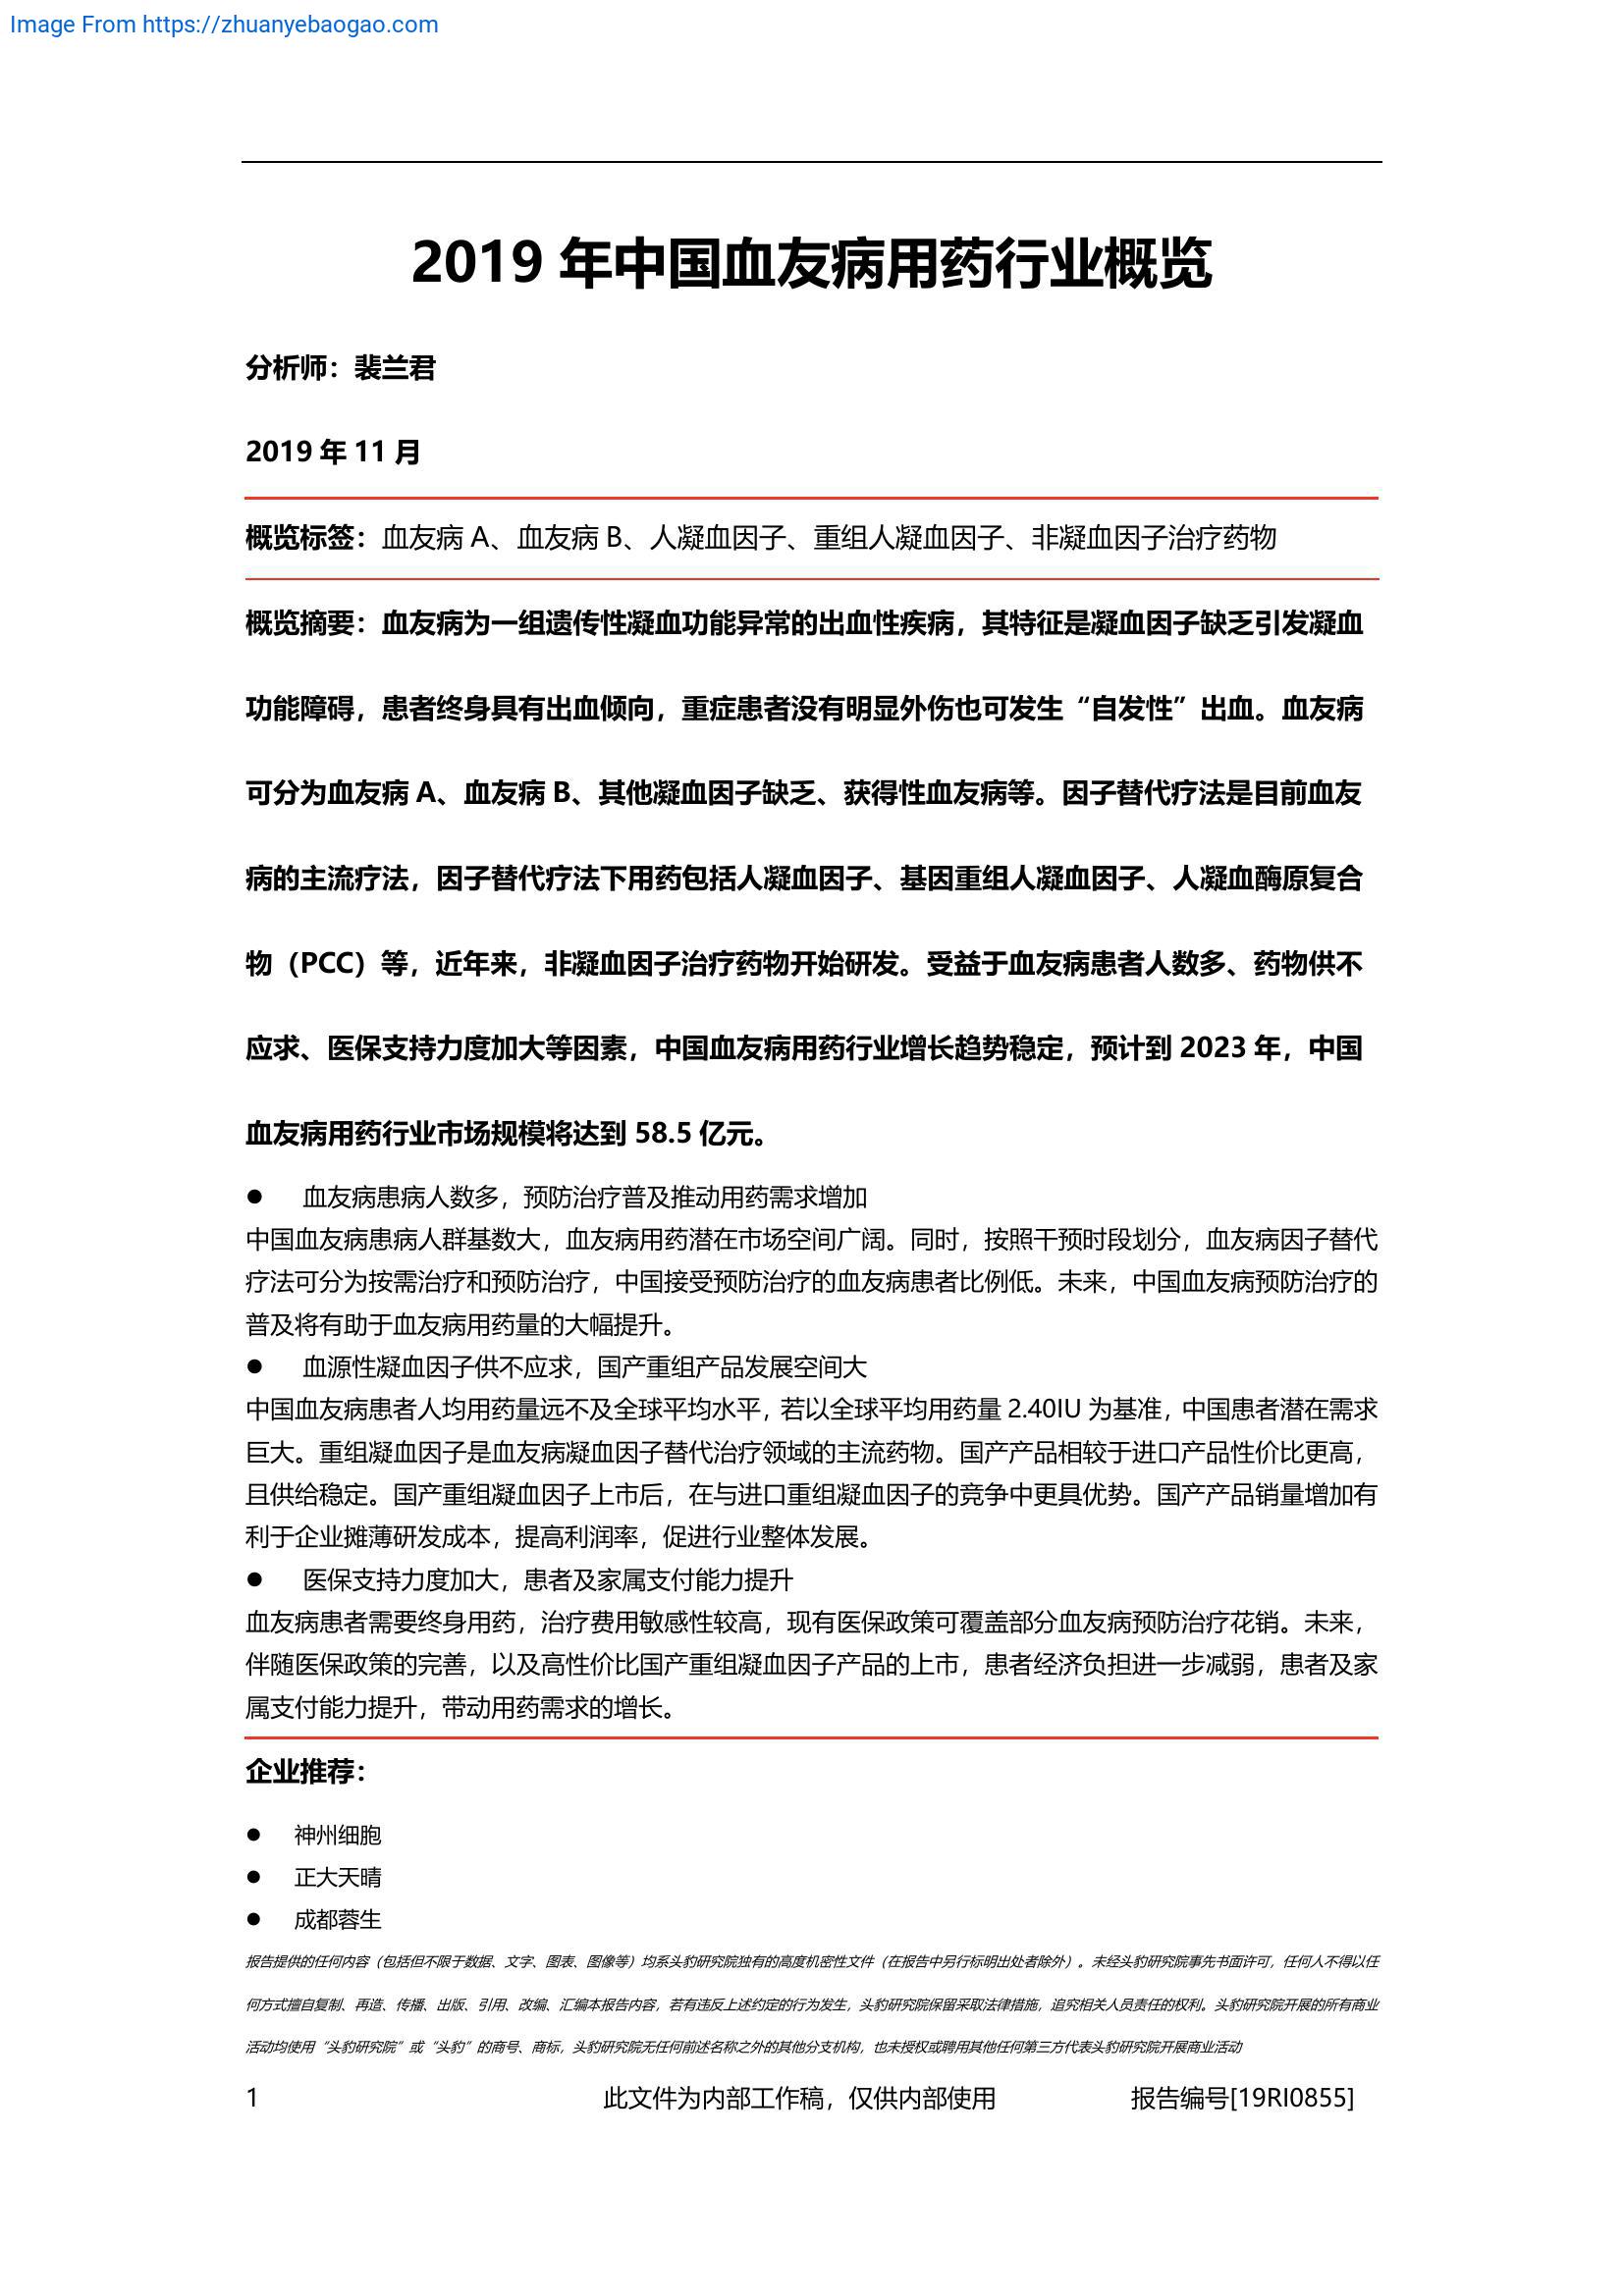 Image From https://zhuanyebaogao.com
2019 年中国血友病用药行业概览
分析师：裴兰君
2019 年 11 月
概览标签：血友病 A、血友病 B、人凝血因子、重组人凝血因子、非凝血因子治疗药物
概览摘要：血友病为一组遗传性凝血功能异常的出血性疾病，其特征是凝血因子缺乏引发凝血
功能障碍，患者终身具有出血倾向，重症患者没有明显外伤也可发生“自发性”出血。血友病
可分为血友病 A、血友病 B、其他凝血因子缺乏、获得性血友病等。因子替代疗法是目前血友
病的主流疗法，因子替代疗法下用药包括人凝血因子、基因重组人凝血因子、人凝血酶原复合
物（PCC）等，近年来，非凝血因子治疗药物开始研发。受益于血友病患者人数多、药物供不
应求、医保支持力度加大等因素，中国血友病用药行业增长趋势稳定，预计到 2023 年，中国
血友病用药行业市场规模将达到 58.5 亿元。
● 血友病患病人数多，预防治疗普及推动用药需求增加
中国血友病患病人群基数大，血友病用药潜在市场空间广阔。同时，按照干预时段划分，血友病因子替代
疗法可分为按需治疗和预防治疗，中国接受预防治疗的血友病患者比例低。未来，中国血友病预防治疗的
普及将有助于血友病用药量的大幅提升。
● 血源性凝血因子供不应求，国产重组产品发展空间大
中国血友病患者人均用药量远不及全球平均水平，若以全球平均用药量 2.40IU 为基准，中国患者潜在需求
巨大。重组凝血因子是血友病凝血因子替代治疗领域的主流药物。国产产品相较于进口产品性价比更高，
且供给稳定。国产重组凝血因子上市后，在与进口重组凝血因子的竞争中更具优势。国产产品销量增加有
利于企业摊薄研发成本，提高利润率，促进行业整体发展。
● 医保支持力度加大，患者及家属支付能力提升
血友病患者需要终身用药，治疗费用敏感性较高，现有医保政策可覆盖部分血友病预防治疗花销。未来，
伴随医保政策的完善，以及高性价比国产重组凝血因子产品的上市，患者经济负担进一步减弱，患者及家
属支付能力提升，带动用药需求的增长。
企业推荐：
● 神州细胞
● 正大天晴
● 成都蓉生
报告提供的任何内容（包括但不限于数据、文字、图表、图像等）均系头豹研究院独有的高度机密性文件（在报告中另行标明出处者除外）。未经头豹研究院事先书面许可，任何人不得以任
何方式擅自复制、再造、传播、出版、引用、改编、汇编本报告内容，若有违反上述约定的行为发生，头豹研究院保留采取法律措施，追究相关人员责任的权利。头豹研究院开展的所有商业
活动均使用“头豹研究院”或“头豹”的商号、商标，头豹研究院无任何前述名称之外的其他分支机构，也未授权或聘用其他任何第三方代表头豹研究院开展商业活动
1 此文件为内部工作稿，仅供内部使用 报告编号[19RI0855]